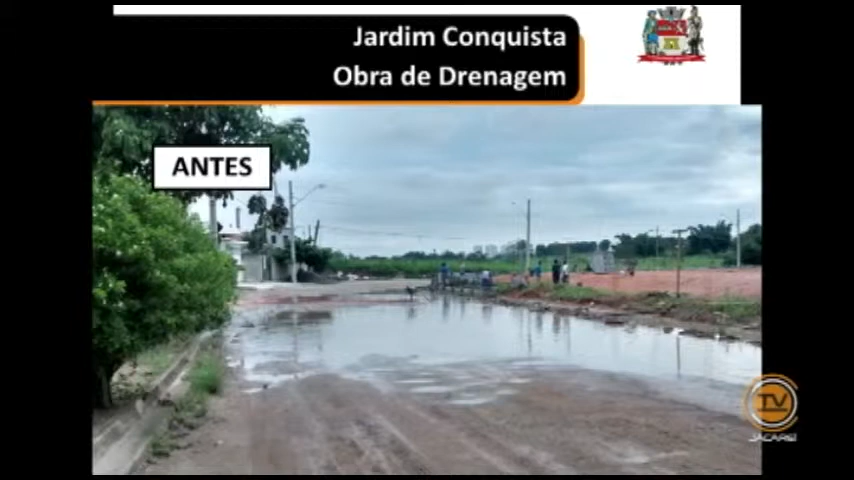 Jardim Conquista
Obra de Drenagem
ANTES
TV
JACAREÍ